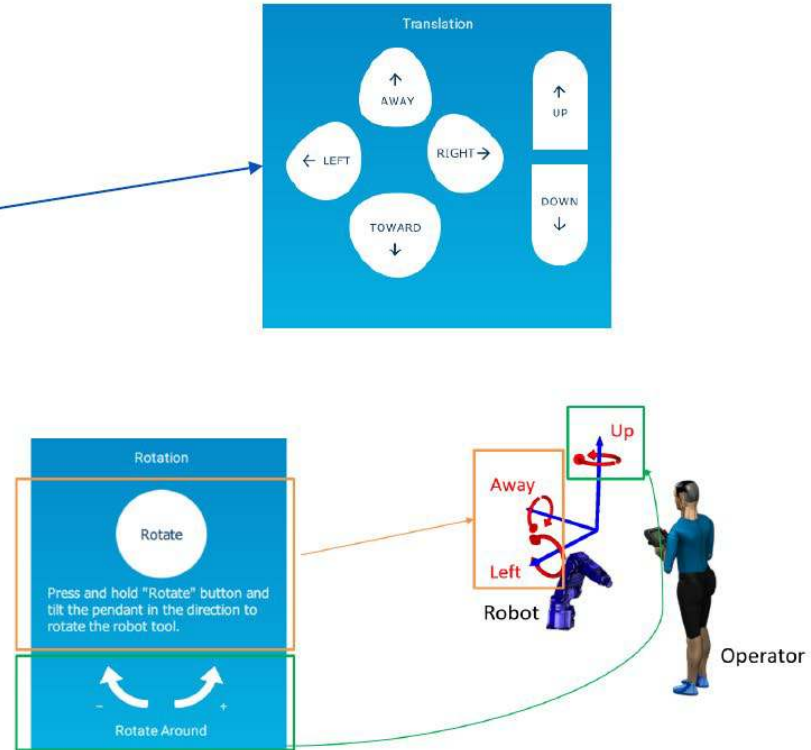 Translation
↑
AWAY
← LEFT
RIGHT →
TOWARD
↓
↑
UP
DOWN
↓
Rotation
Rotate
Press and hold "Rotate" button and
tilt the pendant in the direction to
rotate the robot tool.
− +
Rotate Around
Up
Away
Left
Robot
Operator